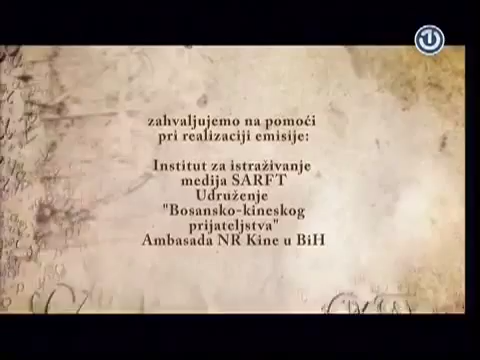 zahvaljujemo na pomoći
pri realizaciji emisije:
Institut za istraživanje
medija SARFT
Udruženje
"Bosansko-kineskog
prijateljstva"
Ambasada NR Kine u BiH